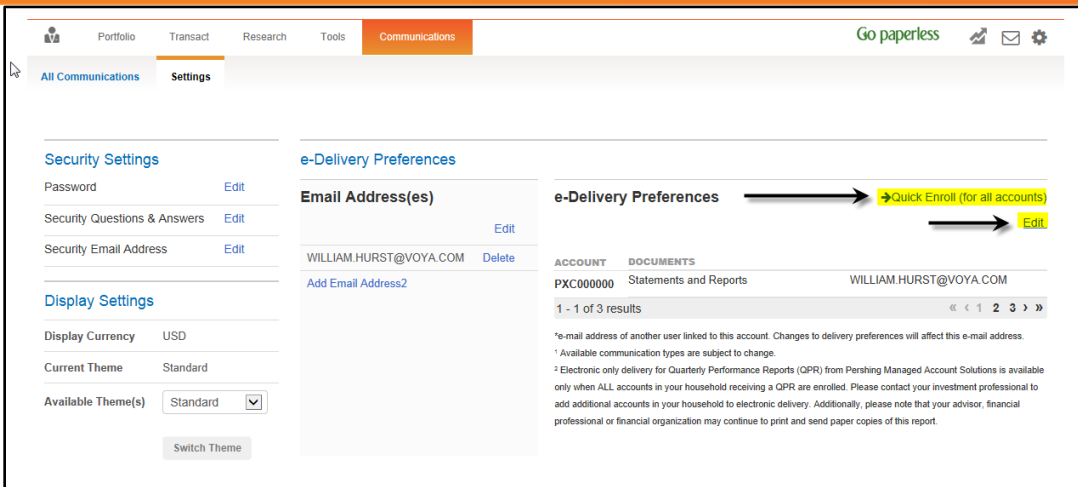 Portfolio Transact Research Tools Communications Go paperless
All Communications Settings
Security Settings
Password Edit
Security Questions & Answers Edit
Security Email Address Edit
Display Settings
Display Currency USD
Current Theme Standard
Available Theme(s) Standard
Switch Theme
e-Delivery Preferences
Email Address(es)
Edit
WILLIAM.HURST@VOYA.COM Delete
Add Email Address2
e-Delivery Preferences ➔Quick Enroll (for all accounts)
Edit
ACCOUNT DOCUMENTS
PXC000000 Statements and Reports WILLIAM.HURST@VOYA.COM
1 - 1 of 3 results « ‹ 1 2 3 › »
*e-mail address of another user linked to this account. Changes to delivery preferences will affect this e-mail address.
¹ Available communication types are subject to change.
² Electronic only delivery for Quarterly Performance Reports (QPR) from Pershing Managed Account Solutions is available
only when ALL accounts in your household receiving a QPR are enrolled. Please contact your investment professional to
add additional accounts in your household to electronic delivery. Additionally, please note that your advisor, financial
professional or financial organization may continue to print and send paper copies of this report.